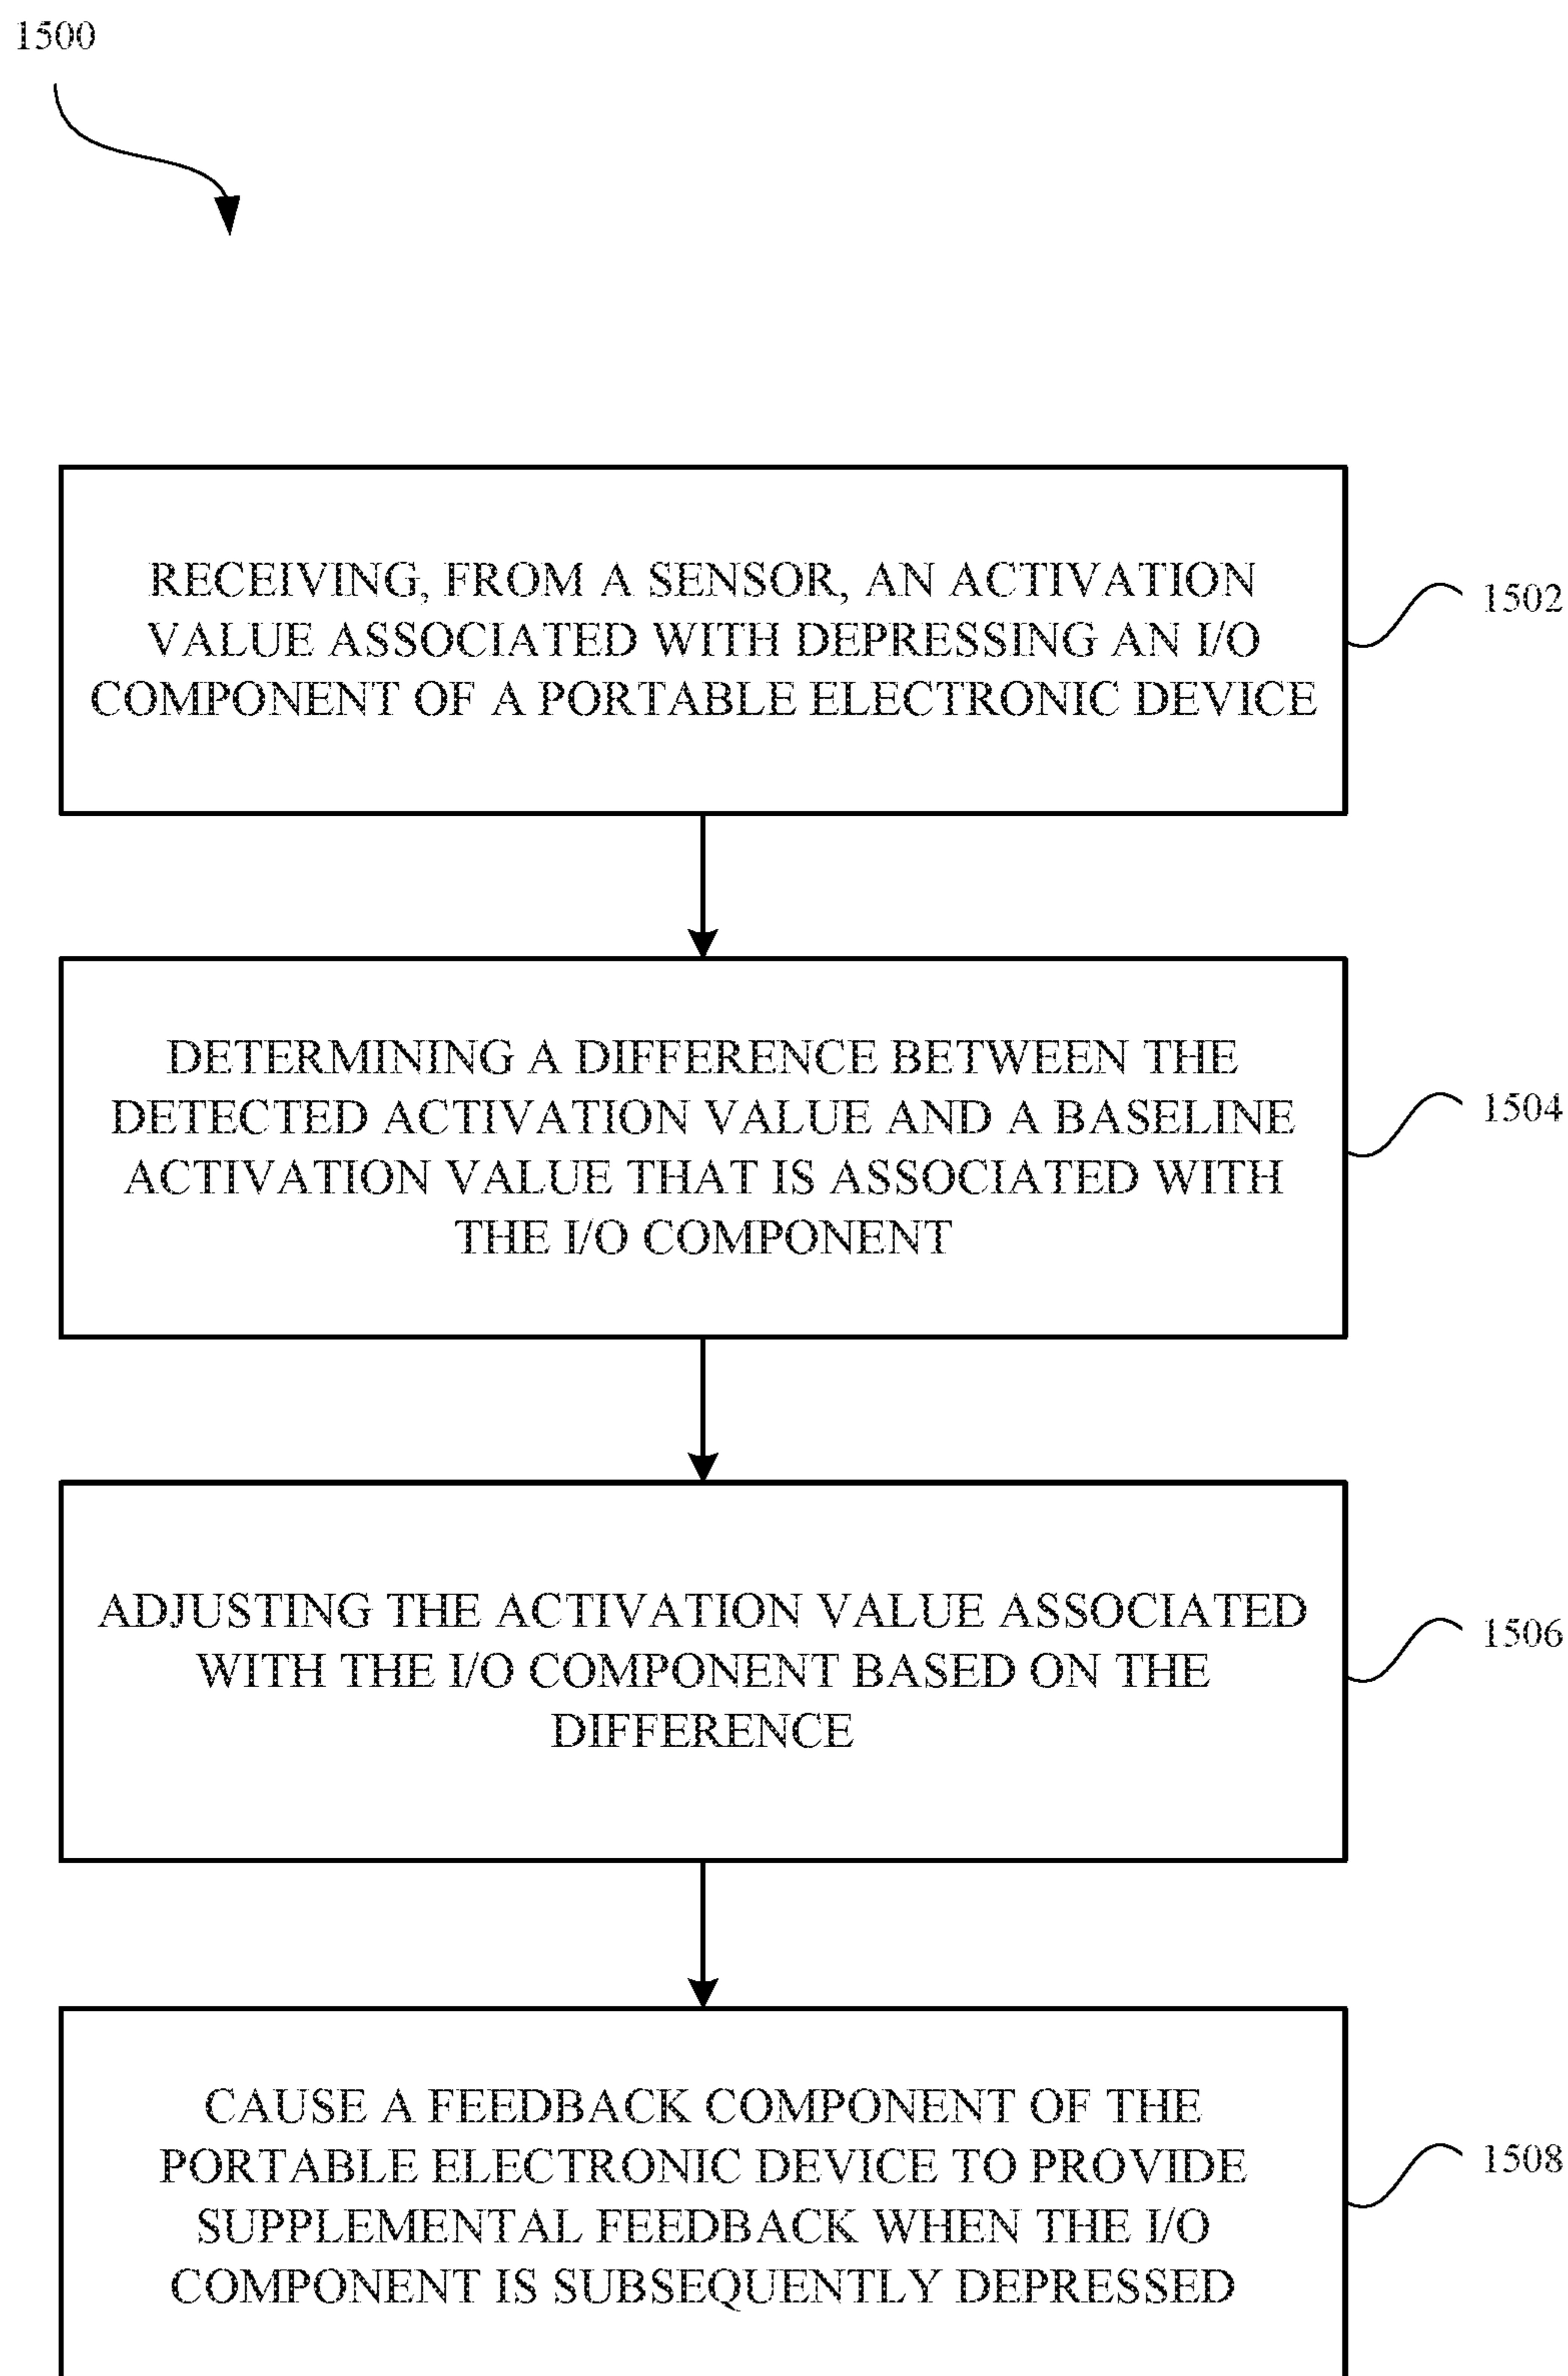 1500
RECEIVING, FROM A SENSOR, AN ACTIVATION
VALUE ASSOCIATED WITH DEPRESSING AN I/O
COMPONENT OF A PORTABLE ELECTRONIC DEVICE
1502
DETERMINING A DIFFERENCE BETWEEN THE
DETECTED ACTIVATION VALUE AND A BASELINE
ACTIVATION VALUE THAT IS ASSOCIATED WITH
THE I/O COMPONENT
1504
ADJUSTING THE ACTIVATION VALUE ASSOCIATED
WITH THE I/O COMPONENT BASED ON THE
DIFFERENCE
1506
CAUSE A FEEDBACK COMPONENT OF THE
PORTABLE ELECTRONIC DEVICE TO PROVIDE
SUPPLEMENTAL FEEDBACK WHEN THE I/O
COMPONENT IS SUBSEQUENTLY DEPRESSED
1508